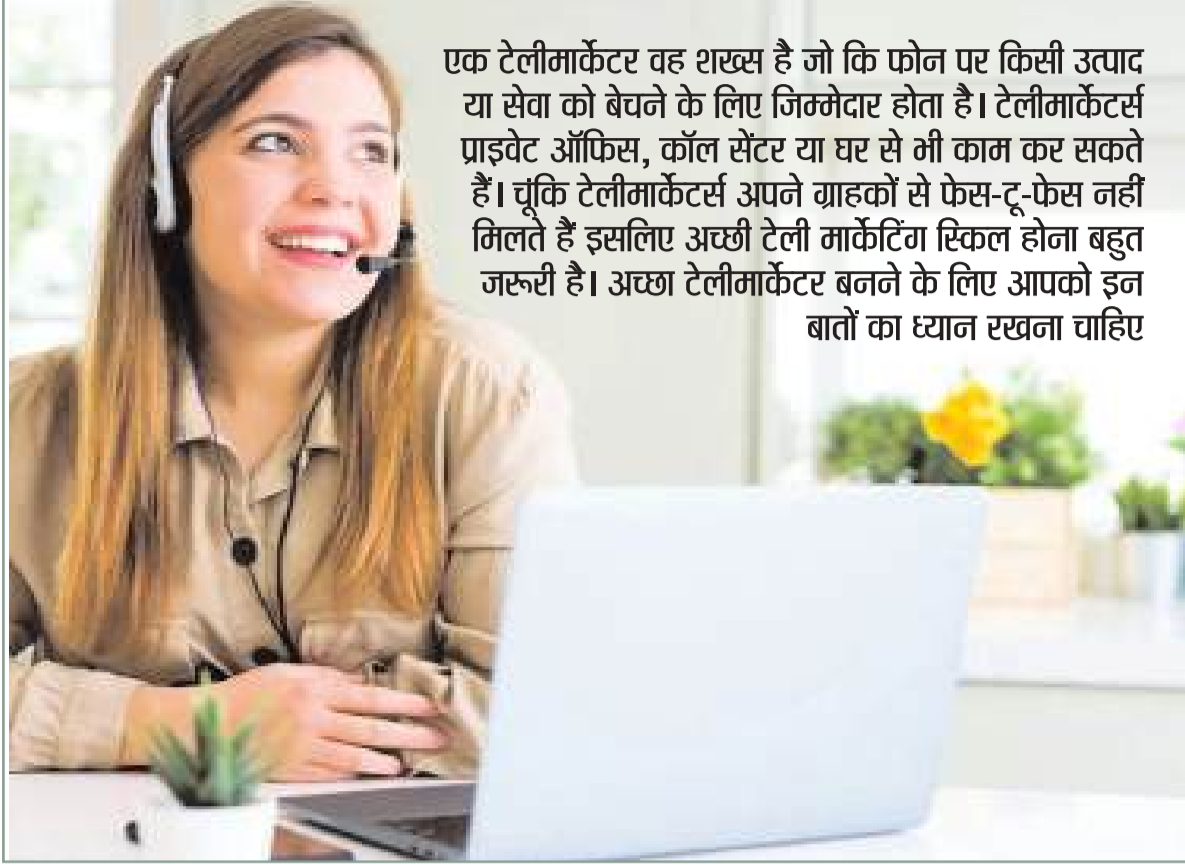 एक टेलीमार्केटर वह शख्स है जो कि फोन पर किसी उत्पाद
या सेवा को बेचने के लिए जिम्मेदार होता है। टेलीमार्केटर्स
प्राइवेट ऑफिस, कॉल सेंटर या घर से भी काम कर सकते
हैं। चूंकि टेलीमार्केटर्स अपने ग्राहकों से फेस-टू-फेस नहीं
मिलते हैं इसलिए अच्छी टेली मार्केटिंग स्किल होना बहुत
जरूरी है। अच्छा टेलीमार्केटर बनने के लिए आपको इन
बातों का ध्यान रखना चाहिए